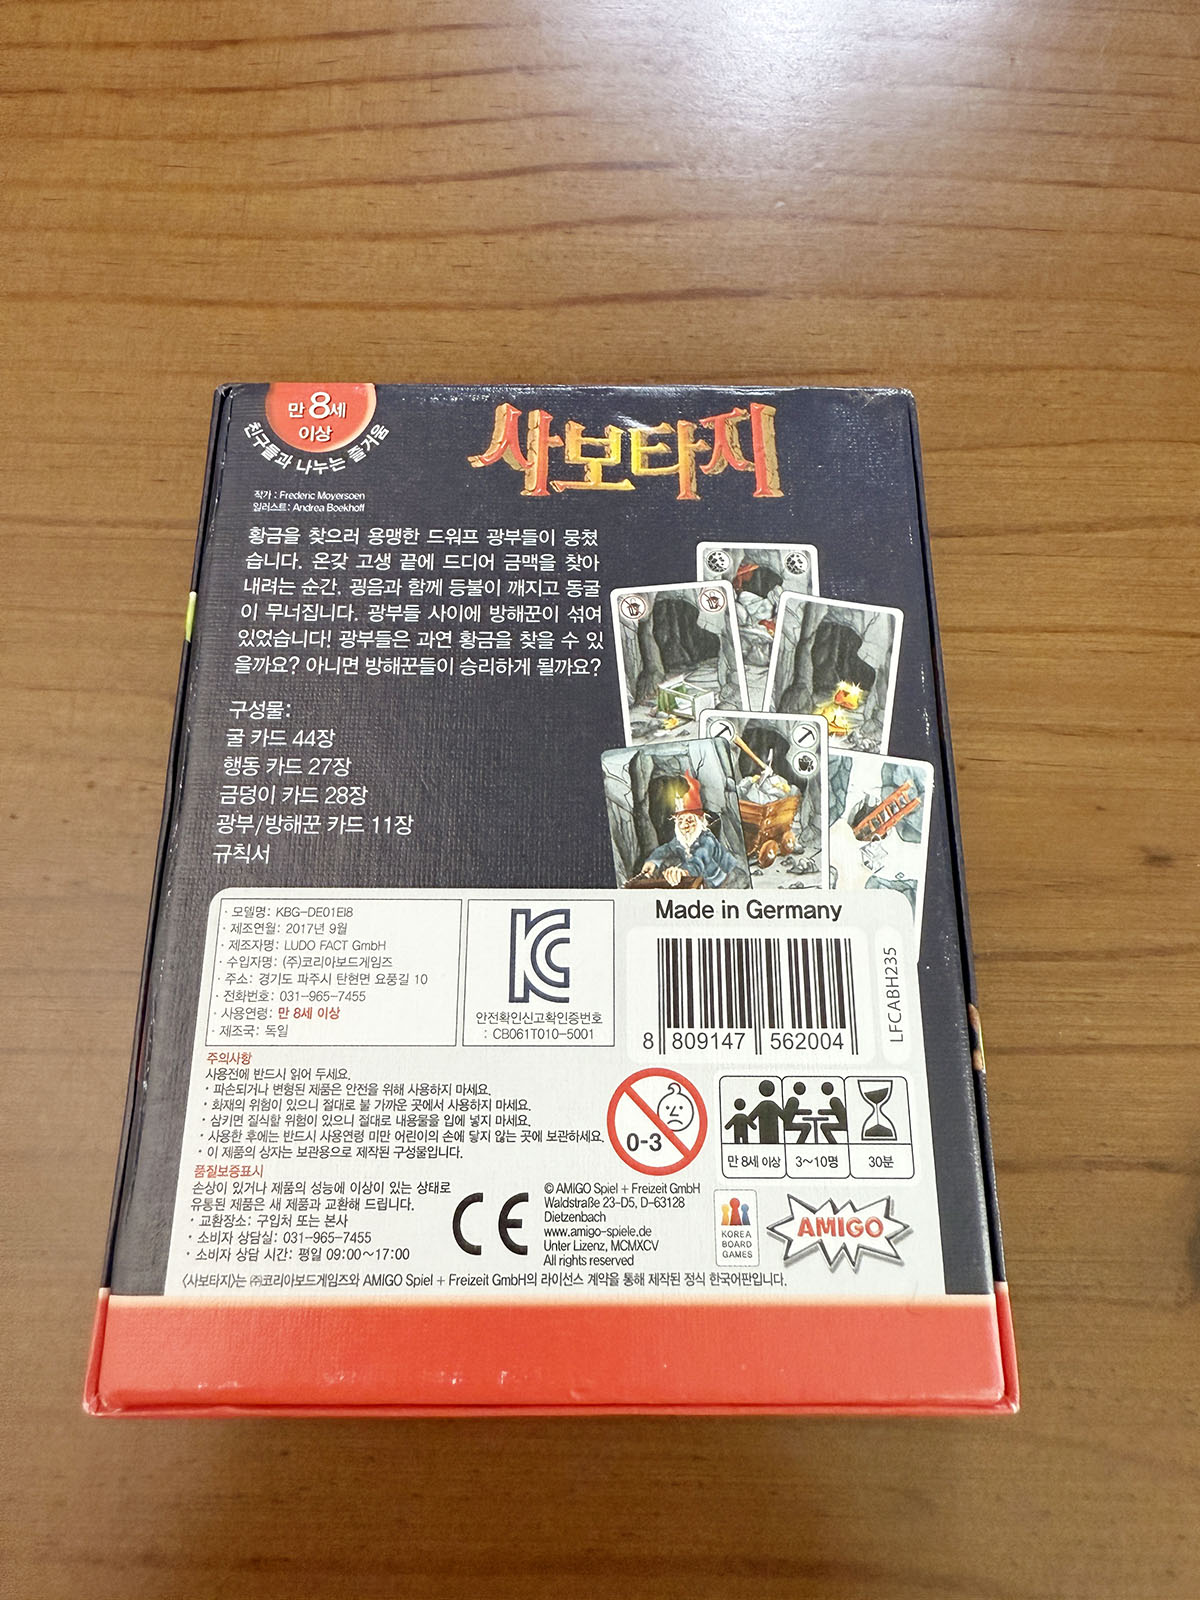 만 8세
이상
친구들과 나누는 즐거움
사보타지
작가 : Frederic Moyersoen
일러스트: Andrea Boekhoff
황금을 찾으러 용맹한 드워프 광부들이 뭉쳤
습니다. 온갖 고생 끝에 드디어 금맥을 찾아
내려는 순간, 굉음과 함께 등불이 깨지고 동굴
이 무너집니다. 광부들 사이에 방해꾼이 섞여
있었습니다! 광부들은 과연 황금을 찾을 수 있
을까요? 아니면 방해꾼들이 승리하게 될까요?
구성물:
굴 카드 44장
행동 카드 27장
금덩이 카드 28장
광부/방해꾼 카드 11장
규칙서
· 모델명: KBG-DE01EI8
· 제조연월: 2017년 9월
· 제조자명: LUDO FACT GmbH
· 수입자명: (주)코리아보드게임즈
· 주소: 경기도 파주시 탄현면 요풍길 10
· 전화번호: 031-965-7455
· 사용연령: 만 8세 이상
· 제조국: 독일
KC
안전확인신고확인증번호
: CB061T010-5001
Made in Germany
8 809147 562004
LFCABH235
주의사항
사용전에 반드시 읽어 두세요.
· 파손되거나 변형된 제품은 안전을 위해 사용하지 마세요.
· 화재의 위험이 있으니 절대로 불 가까운 곳에서 사용하지 마세요.
· 삼키면 질식할 위험이 있으니 절대로 내용물을 입에 넣지 마세요.
· 사용한 후에는 반드시 사용연령 미만 어린이의 손에 닿지 않는 곳에 보관하세요.
· 이 제품의 상자는 보관용으로 제작된 구성물입니다.
0-3
만 8세 이상
3~10명
30분
품질보증표시
손상이 있거나 제품의 성능에 이상이 있는 상태로
유통된 제품은 새 제품과 교환해 드립니다.
· 교환장소: 구입처 또는 본사
· 소비자 상담실: 031-965-7455
· 소비자 상담 시간: 평일 09:00~17:00
CE
© AMIGO Spiel + Freizeit GmbH
Waldstraße 23-D5, D-63128
Dietzenbach
www.amigo-spiele.de
Unter Lizenz, MCMXCV
All rights reserved
KOREA
BOARD
GAMES
AMIGO
〈사보타지〉는 ㈜코리아보드게임즈와 AMIGO Spiel + Freizeit GmbH의 라이선스 계약을 통해 제작된 정식 한국어판입니다.